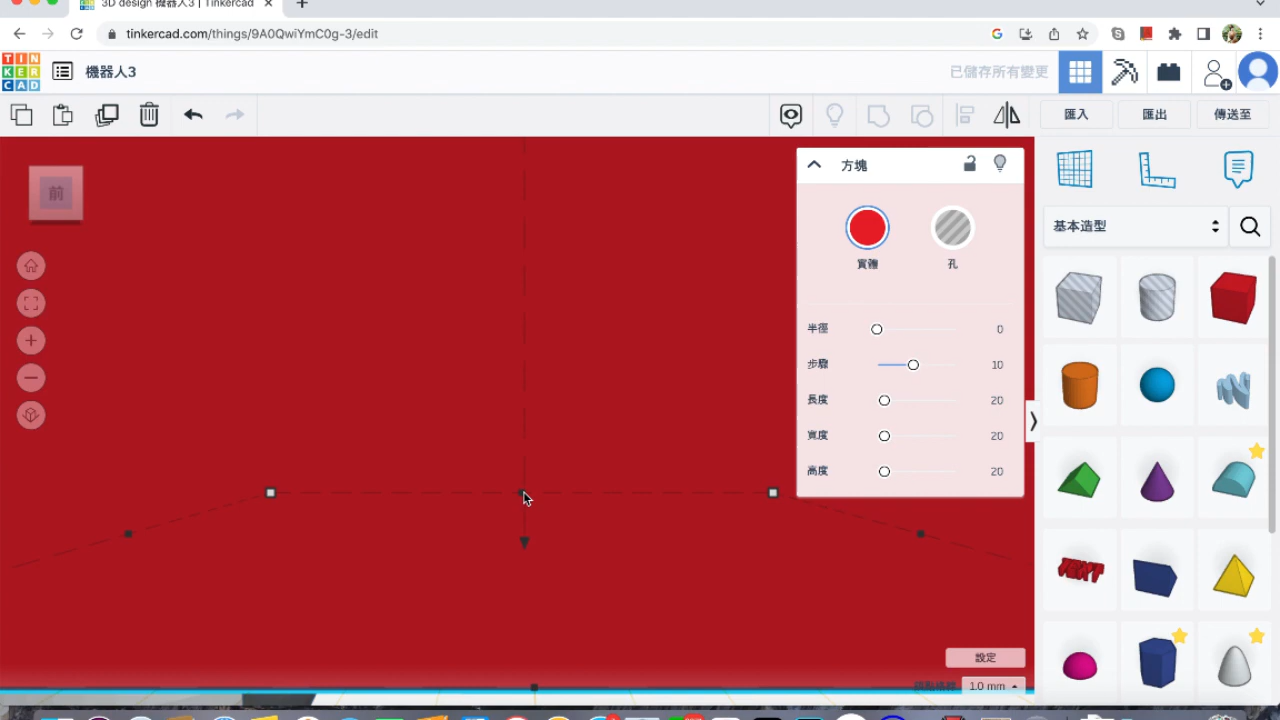 3D design 機器人3 | Tinkercad
tinkercad.com/things/9A0QwiYmC0g-3/edit
TIN
KER
CAD
機器人3
已儲存所有變更
匯入
匯出
傳送至
前
方塊
實體
孔
半徑 0
步驟 10
長度 20
寬度 20
高度 20
基本造型
TEXT
設定
1.0 mm